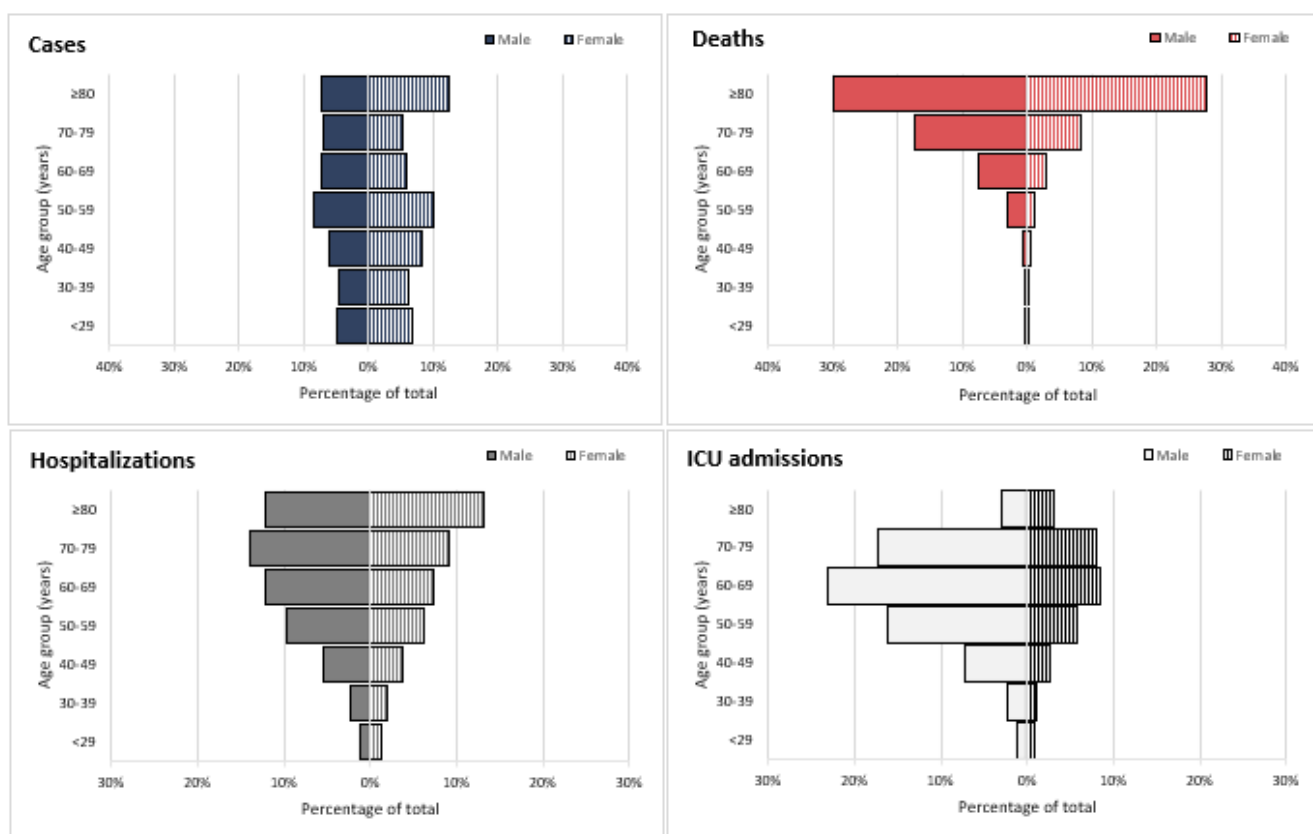 Cases
Male Female
Age group (years)
≥80
70-79
60-69
50-59
40-49
30-39
<29
40% 30% 20% 10% 0% 10% 20% 30% 40%
Percentage of total
Deaths
Male Female
Age group (years)
≥80
70-79
60-69
50-59
40-49
30-39
<29
40% 30% 20% 10% 0% 10% 20% 30% 40%
Percentage of total
Hospitalizations
Male Female
Age group (years)
≥80
70-79
60-69
50-59
40-49
30-39
<29
30% 20% 10% 0% 10% 20% 30%
Percentage of total
ICU admissions
Male Female
Age group (years)
≥80
70-79
60-69
50-59
40-49
30-39
<29
30% 20% 10% 0% 10% 20% 30%
Percentage of total